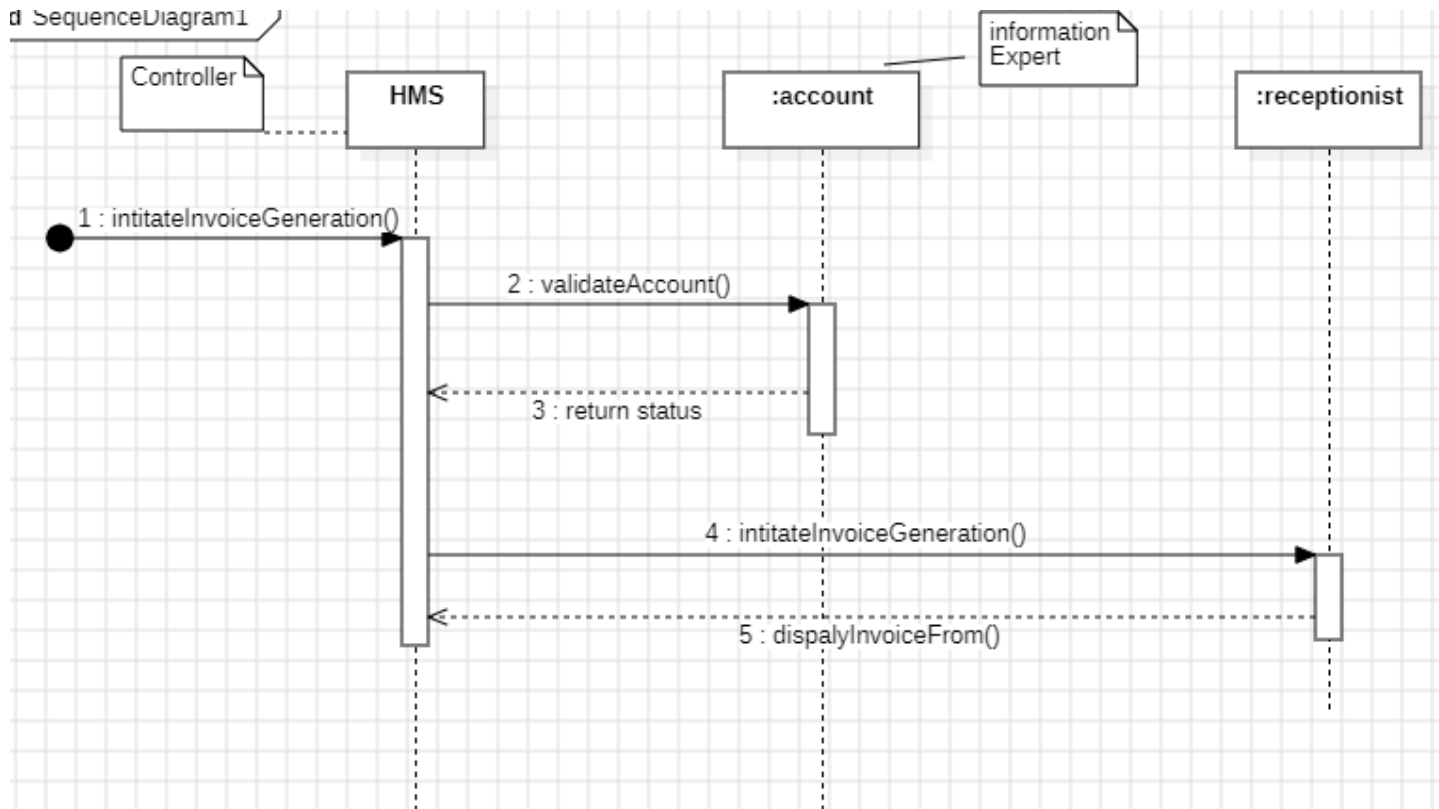 d SequenceDiagram1
information
Expert
Controller
HMS
:account
:receptionist
1 : intitateInvoiceGeneration()
2 : validateAccount()
3 : return status
4 : intitateInvoiceGeneration()
5 : dispalyInvoiceFrom()